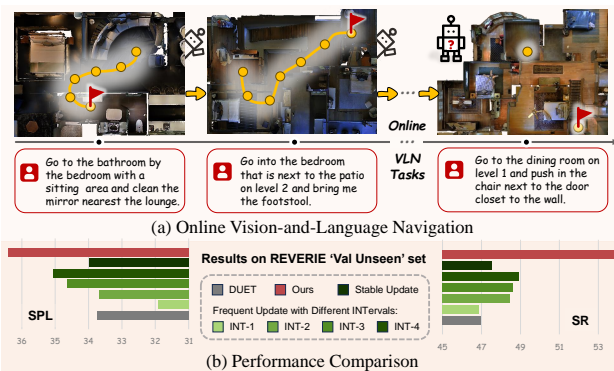 ?
Online
VLN
Tasks
Go to the bathroom by
the bedroom with a
sitting area and clean the
mirror nearest the lounge.
Go into the bedroom
that is next to the patio
on level 2 and bring me
the footstool.
Go to the dining room on
level 1 and push in the
chair next to the door
closet to the wall.
(a) Online Vision-and-Language Navigation
Results on REVERIE ‘Val Unseen’ set
DUET Ours Stable Update
Frequent Update with Different INTervals:
INT-1 INT-2 INT-3 INT-4
SPL
36 35 34 33 32 31
SR
45 47 49 51 53
(b) Performance Comparison